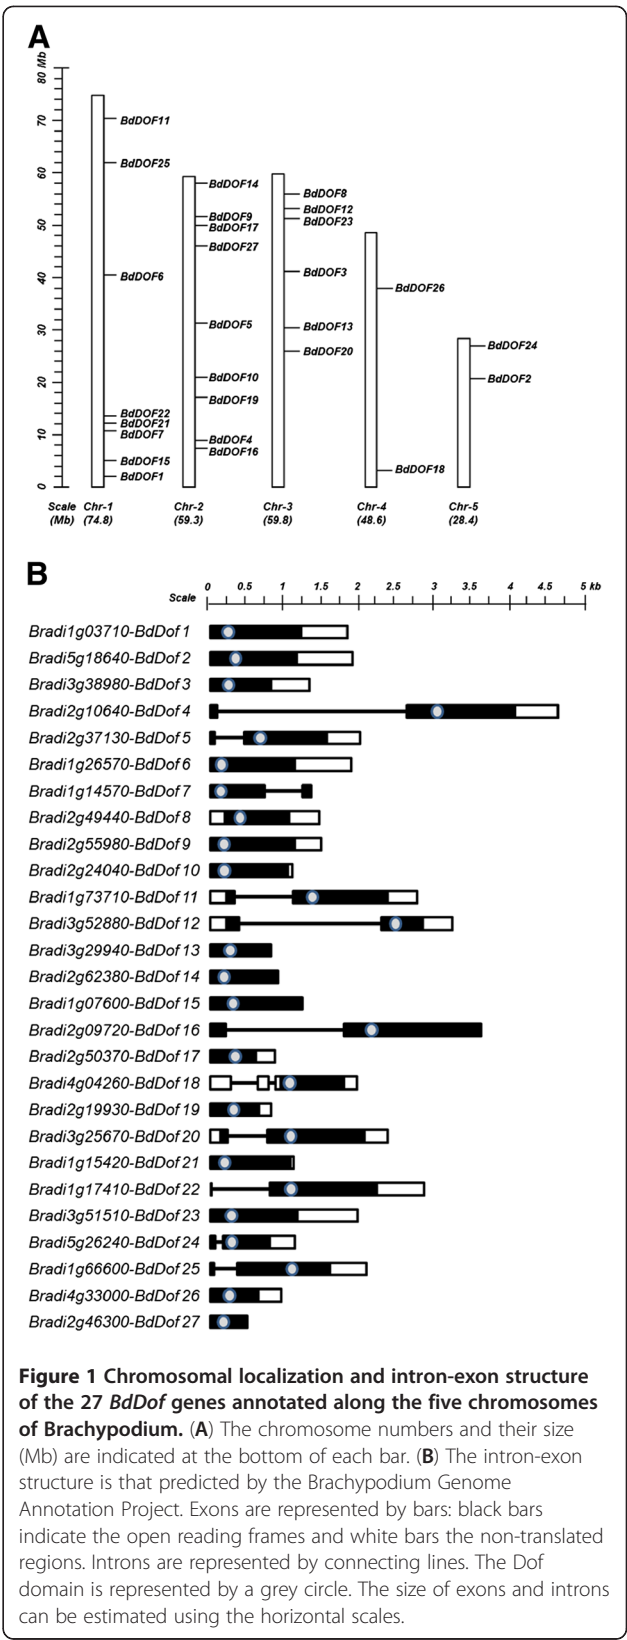 A
80 Mb
70
60
50
40
30
20
10
0
BdDOF11
BdDOF25
BdDOF6
BdDOF22
BdDOF21
BdDOF7
BdDOF15
BdDOF1
BdDOF14
BdDOF9
BdDOF17
BdDOF27
BdDOF5
BdDOF10
BdDOF19
BdDOF4
BdDOF16
BdDOF8
BdDOF12
BdDOF23
BdDOF3
BdDOF13
BdDOF20
BdDOF26
BdDOF18
BdDOF24
BdDOF2
Scale Chr-1 Chr-2 Chr-3 Chr-4 Chr-5
(Mb) (74.8) (59.3) (59.8) (48.6) (28.4)
B
Scale 0 0.5 1 1.5 2 2.5 3 3.5 4 4.5 5 kb
Bradi1g03710-BdDof 1
Bradi5g18640-BdDof 2
Bradi3g38980-BdDof 3
Bradi2g10640-BdDof 4
Bradi2g37130-BdDof 5
Bradi1g26570-BdDof 6
Bradi1g14570-BdDof 7
Bradi2g49440-BdDof 8
Bradi2g55980-BdDof 9
Bradi2g24040-BdDof 10
Bradi1g73710-BdDof 11
Bradi3g52880-BdDof 12
Bradi3g29940-BdDof 13
Bradi2g62380-BdDof 14
Bradi1g07600-BdDof 15
Bradi2g09720-BdDof 16
Bradi2g50370-BdDof 17
Bradi4g04260-BdDof 18
Bradi2g19930-BdDof 19
Bradi3g25670-BdDof 20
Bradi1g15420-BdDof 21
Bradi1g17410-BdDof 22
Bradi3g51510-BdDof 23
Bradi5g26240-BdDof 24
Bradi1g66600-BdDof 25
Bradi4g33000-BdDof 26
Bradi2g46300-BdDof 27
Figure 1 Chromosomal localization and intron-exon structure
of the 27 BdDof genes annotated along the five chromosomes
of Brachypodium. (A) The chromosome numbers and their size
(Mb) are indicated at the bottom of each bar. (B) The intron-exon
structure is that predicted by the Brachypodium Genome
Annotation Project. Exons are represented by bars: black bars
indicate the open reading frames and white bars the non-translated
regions. Introns are represented by connecting lines. The Dof
domain is represented by a grey circle. The size of exons and introns
can be estimated using the horizontal scales.